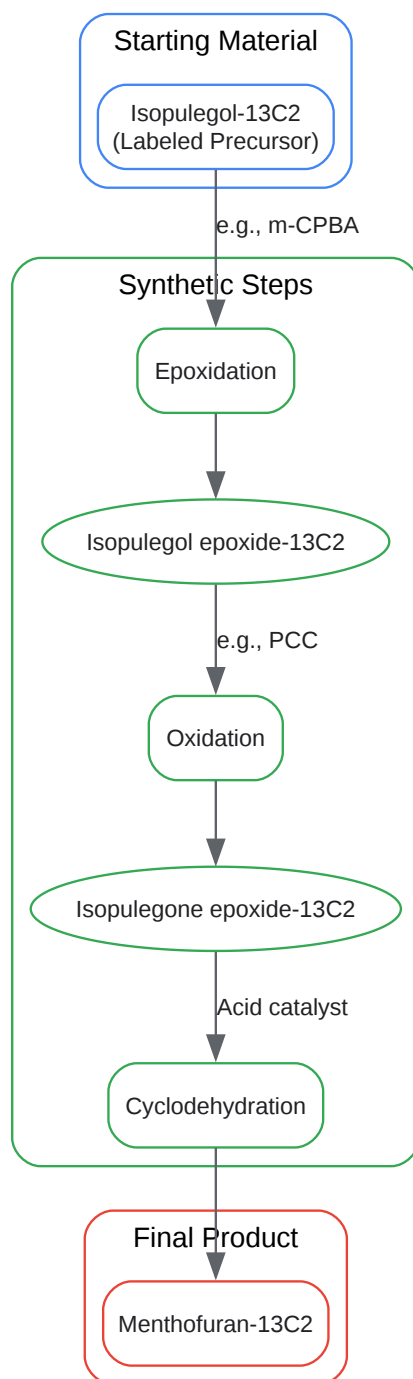 Starting Material
Isopulegol-13C2
(Labeled Precursor)
e.g., m-CPBA
Synthetic Steps
Epoxidation
Isopulegol epoxide-13C2
e.g., PCC
Oxidation
Isopulegone epoxide-13C2
Acid catalyst
Cyclodehydration
Final Product
Menthofuran-13C2